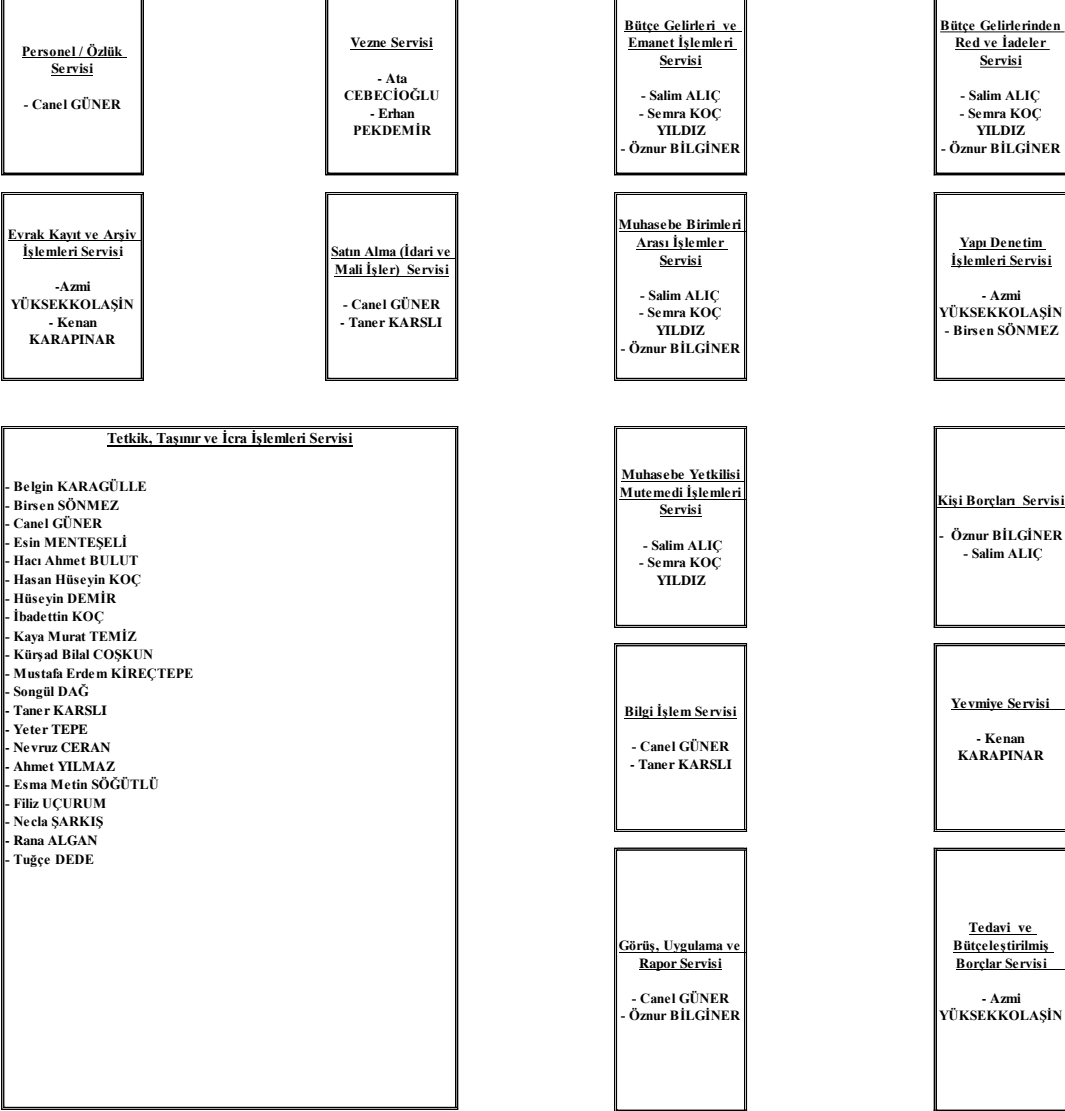 Personel / Özlük
Servisi
- Canel GÜNER
Vezne Servisi
- Ata
CEBECİOĞLU
- Erhan
PEKDEMİR
Bütçe Gelirleri ve
Emanet İşlemleri
Servisi
- Salim ALIÇ
- Semra KOÇ
YILDIZ
- Öznur BİLGİNER
Bütçe Gelirlerinden
Red ve İadeler
Servisi
- Salim ALIÇ
- Semra KOÇ
YILDIZ
- Öznur BİLGİNER
Evrak Kayıt ve Arşiv
İşlemleri Servisi
-Azmi
YÜKSEKKOLAŞİN
- Kenan
KARAPINAR
Satın Alma (İdari ve
Mali İşler) Servisi
- Canel GÜNER
- Taner KARSLI
Muhasebe Birimleri
Arası İşlemler
Servisi
- Salim ALIÇ
- Semra KOÇ
YILDIZ
- Öznur BİLGİNER
Yapı Denetim
İşlemleri Servisi
- Azmi
YÜKSEKKOLAŞİN
- Birsen SÖNMEZ
Tetkik, Taşınır ve İcra İşlemleri Servisi
- Belgin KARAGÜLLE
- Birsen SÖNMEZ
- Canel GÜNER
- Esin MENTEŞELİ
- Hacı Ahmet BULUT
- Hasan Hüseyin KOÇ
- Hüseyin DEMİR
- İbadettin KOÇ
- Kaya Murat TEMİZ
- Kürşad Bilal COŞKUN
- Mustafa Erdem KİREÇTEPE
- Songül DAĞ
- Taner KARSLI
- Yeter TEPE
- Nevruz CERAN
- Ahmet YILMAZ
- Esma Metin SÖĞÜTLÜ
- Filiz UÇURUM
- Necla ŞARKIŞ
- Rana ALGAN
- Tuğçe DEDE
Muhasebe Yetkilisi
Mutemedi İşlemleri
Servisi
- Salim ALIÇ
- Semra KOÇ
YILDIZ
Kişi Borçları Servisi
- Öznur BİLGİNER
- Salim ALIÇ
Bilgi İşlem Servisi
- Canel GÜNER
- Taner KARSLI
Yevmiye Servisi
- Kenan
KARAPINAR
Görüş, Uygulama ve
Rapor Servisi
- Canel GÜNER
- Öznur BİLGİNER
Tedavi ve
Bütçeleştirilmiş
Borçlar Servisi
- Azmi
YÜKSEKKOLAŞİN